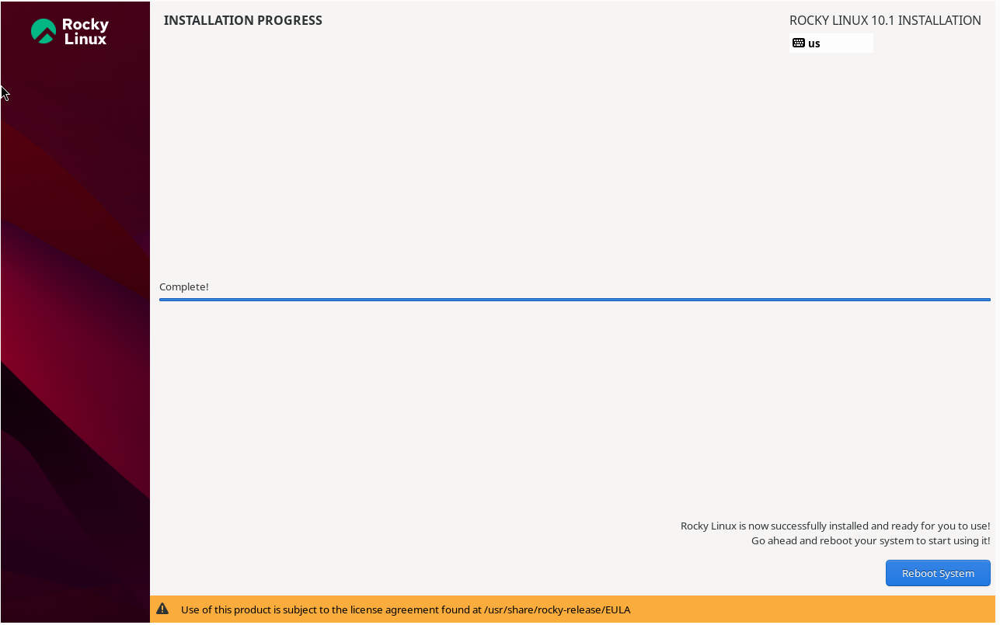 Rocky
Linux
INSTALLATION PROGRESS
ROCKY LINUX 10.1 INSTALLATION
us
Complete!
Rocky Linux is now successfully installed and ready for you to use!
Go ahead and reboot your system to start using it!
Reboot System
Use of this product is subject to the license agreement found at /usr/share/rocky-release/EULA